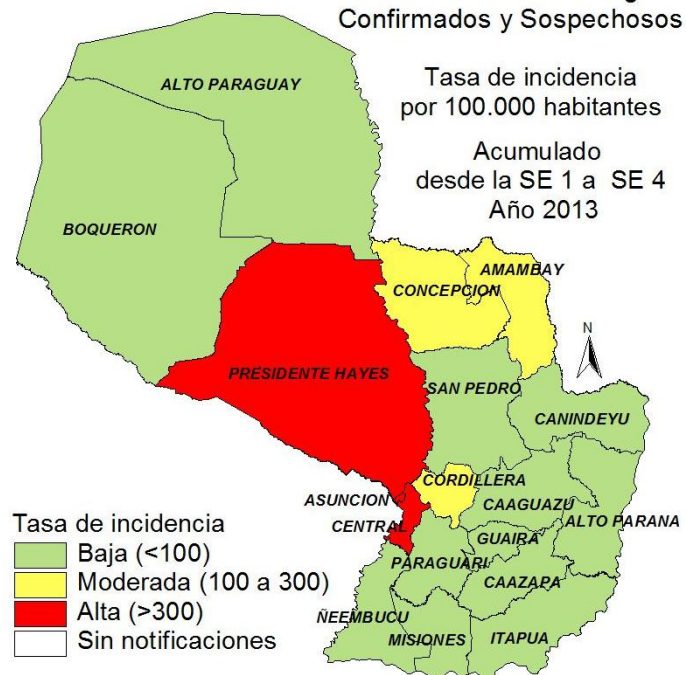 Confirmados y Sospechosos
Tasa de incidencia
por 100.000 habitantes
Acumulado
desde la SE 1 a SE 4
Año 2013
ALTO PARAGUAY
BOQUERON
AMAMBAY
CONCEPCION
N
PRESIDENTE HAYES
SAN PEDRO
CANINDEYU
CORDILLERA
ASUNCION
CAAGUAZU
CENTRAL
ALTO PARANA
GUAIRA
PARAGUARI
CAAZAPA
ÑEEMBUCU
MISIONES
ITAPUA
Tasa de incidencia
Baja (<100)
Moderada (100 a 300)
Alta (>300)
Sin notificaciones